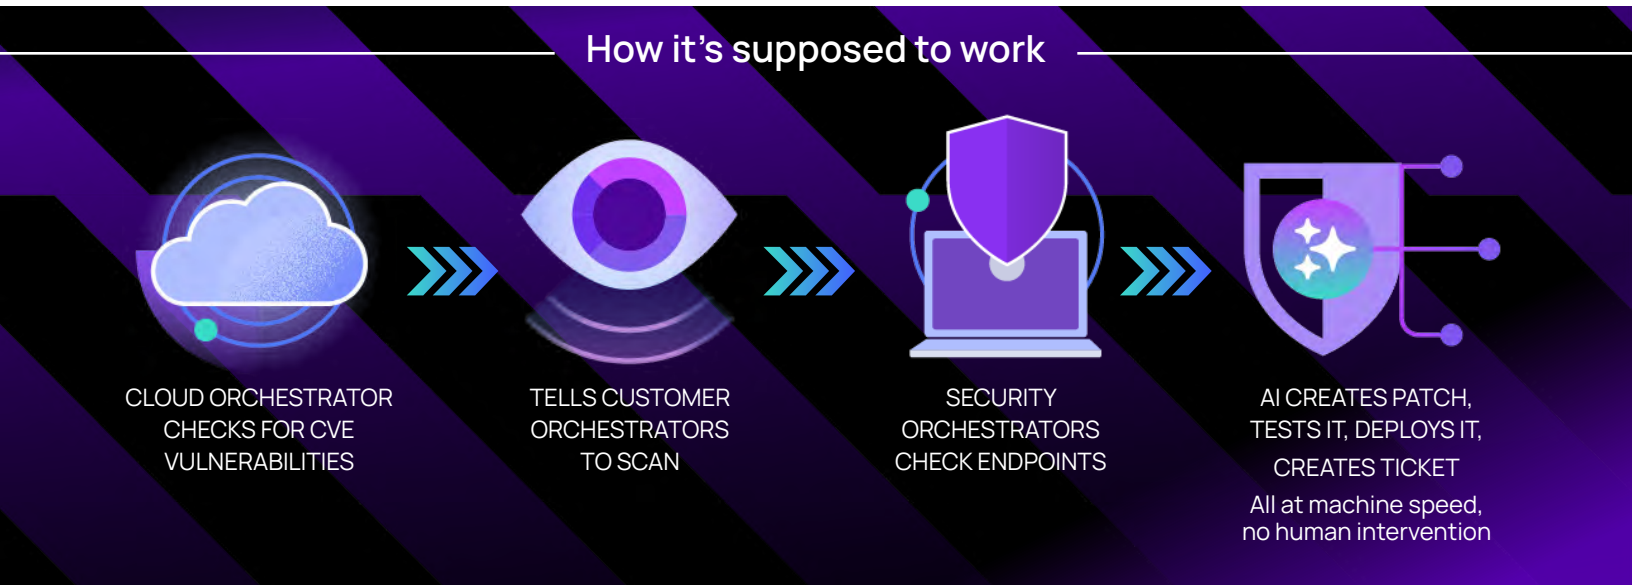 How it's supposed to work
CLOUD ORCHESTRATOR
CHECKS FOR CVE
VULNERABILITIES
TELLS CUSTOMER
ORCHESTRATORS
TO SCAN
SECURITY
ORCHESTRATORS
CHECK ENDPOINTS
AI CREATES PATCH,
TESTS IT, DEPLOYS IT,
CREATES TICKET
All at machine speed,
no human intervention